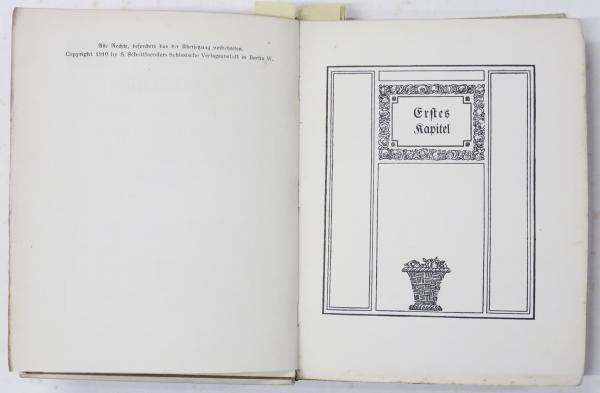 Alle Rechte, besonders das der Übersetzung vorbehalten.
Copyright 1910 by S. Schottlaenders Schlesische Verlagsanstalt in Berlin W.
Erstes
Kapitel